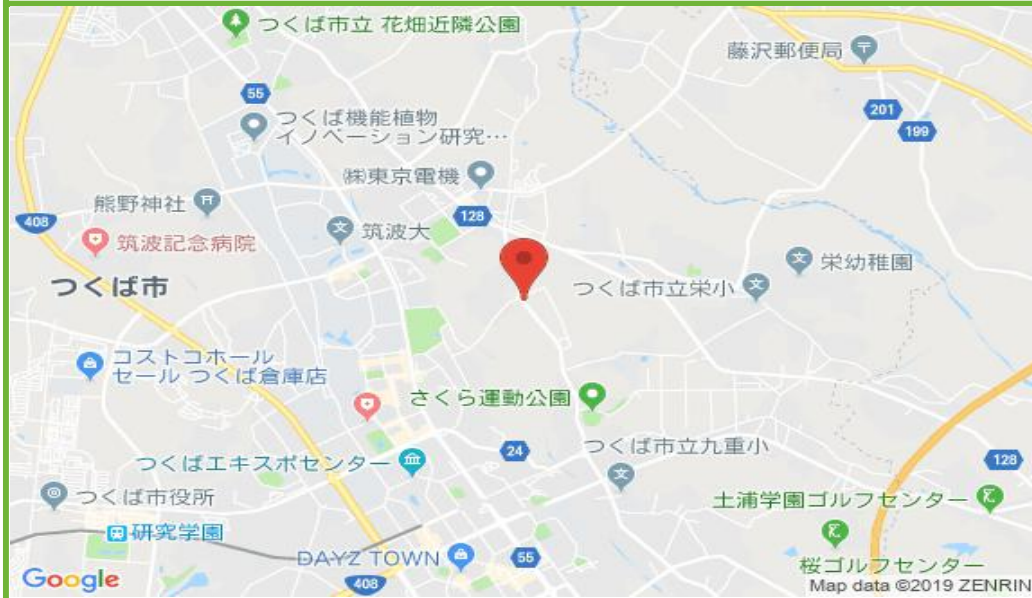 つくば市立 花畑近隣公園
藤沢郵便局
55
201
199
つくば機能植物
イノベーション研究…
㈱東京電機
熊野神社
408
128
筑波大
筑波記念病院
つくば市
栄幼稚園
つくば市立栄小
コストコホール
セール つくば倉庫店
さくら運動公園
24
つくば市立九重小
128
つくばエキスポセンター
つくば市役所
土浦学園ゴルフセンター
研究学園
DAYZ TOWN
55
桜ゴルフセンター
Google
408
Map data ©2019 ZENRIN